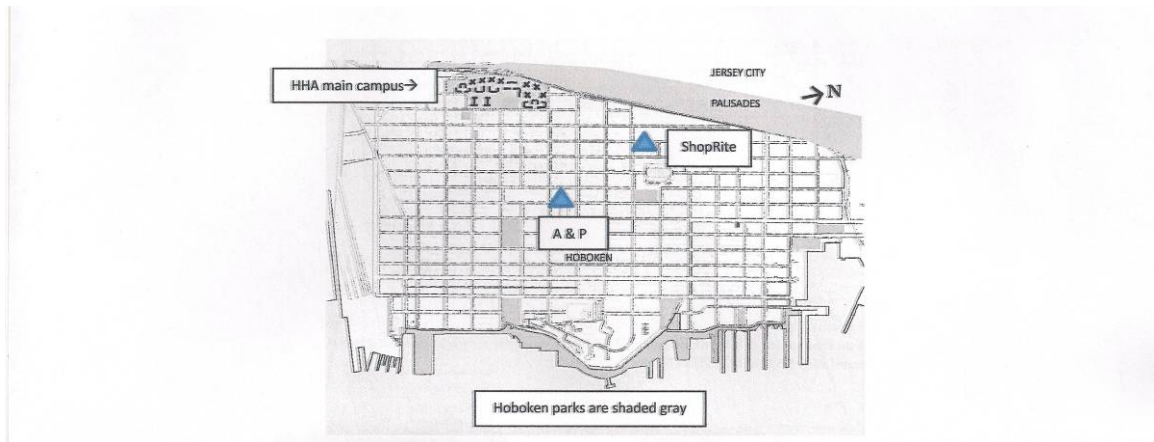 HHA main campus→
JERSEY CITY
→ N
PALISADES
ShopRite
A & P
HOBOKEN
Hoboken parks are shaded gray